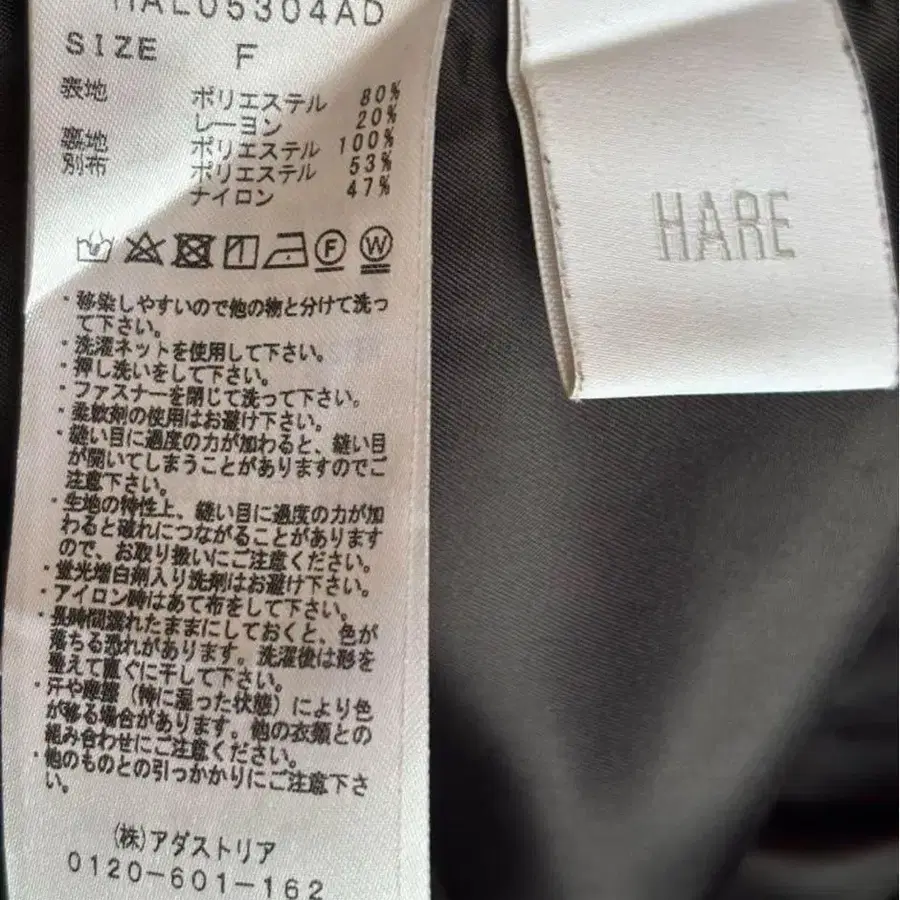 HAL05304AD
SIZE F
表地 ポリエステル 80%
レーヨン 20%
裏地 ポリエステル 100%
別布 ポリエステル 53%
ナイロン 47%
F W
・移染しやすいので他の物と分けて洗っ
て下さい。
・洗濯ネットを使用して下さい。
・押し洗いをして下さい。
・ファスナーを閉じて洗って下さい。
・柔軟剤の使用はお避け下さい。
・縫い目に過度の力が加わると、縫い目
が開いてしまうことがありますのでご
注意下さい。
・生地の特性上、縫い目に過度の力が加
わると破れにつながることがあります
ので、お取り扱いにご注意ください。
・蛍光増白剤入り洗剤はお避け下さい。
・アイロン時はあて布をして下さい。
・長時間濡れたままにしておくと、色が
落ちる恐れがあります。洗濯後は形を
整えて直ぐに干して下さい。
・汗や摩擦（特に湿った状態）により色
が移る場合があります。他の衣類との
組み合わせにご注意ください。
・他のものとの引っかかりにご注意下さ
い。
(株)アダストリア
0120-601-162
HARE